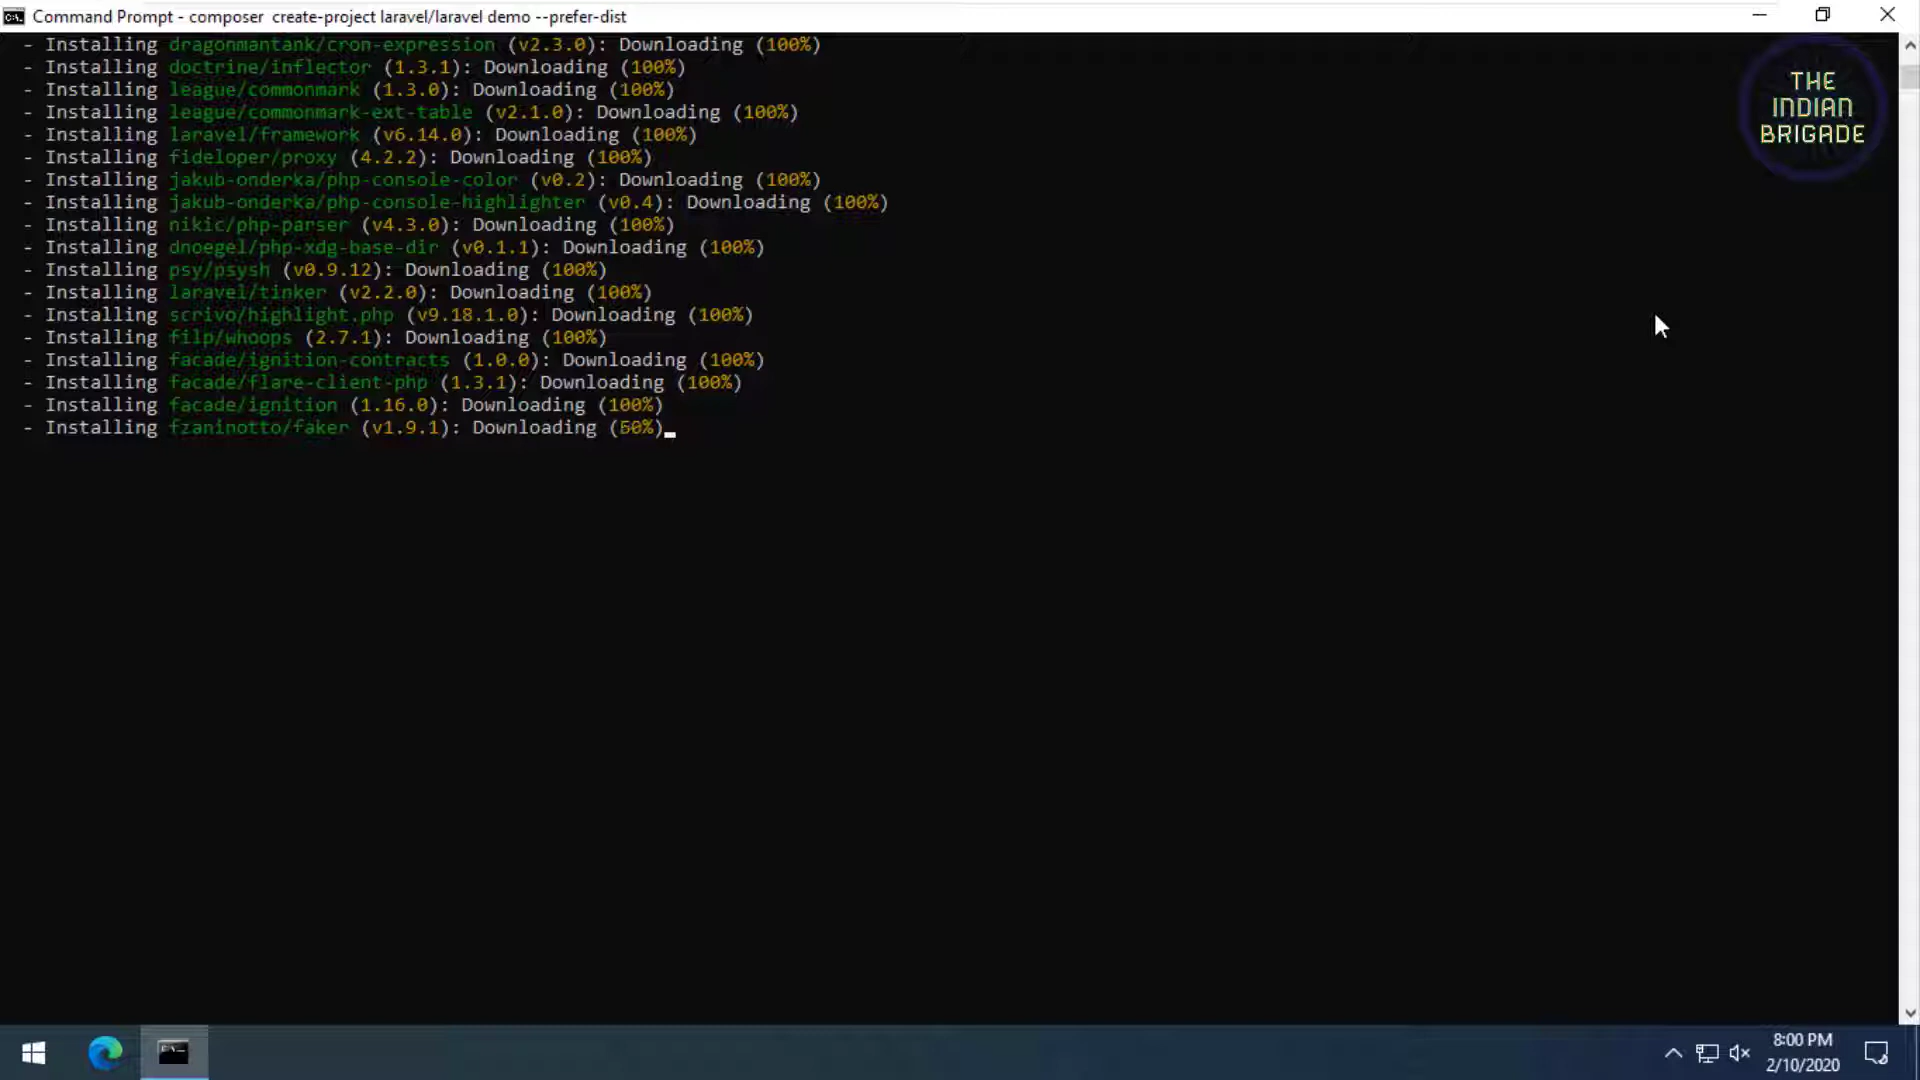 Command Prompt - composer  create-project laravel/laravel demo --prefer-dist
- Installing dragonmantank/cron-expression (v2.3.0): Downloading (100%)
- Installing doctrine/inflector (1.3.1): Downloading (100%)
- Installing league/commonmark (1.3.0): Downloading (100%)
- Installing league/commonmark-ext-table (v2.1.0): Downloading (100%)
- Installing laravel/framework (v6.14.0): Downloading (100%)
- Installing fideloper/proxy (4.2.2): Downloading (100%)
- Installing jakub-onderka/php-console-color (v0.2): Downloading (100%)
- Installing jakub-onderka/php-console-highlighter (v0.4): Downloading (100%)
- Installing nikic/php-parser (v4.3.0): Downloading (100%)
- Installing dnoegel/php-xdg-base-dir (v0.1.1): Downloading (100%)
- Installing psy/psysh (v0.9.12): Downloading (100%)
- Installing laravel/tinker (v2.2.0): Downloading (100%)
- Installing scrivo/highlight.php (v9.18.1.0): Downloading (100%)
- Installing filp/whoops (2.7.1): Downloading (100%)
- Installing facade/ignition-contracts (1.0.0): Downloading (100%)
- Installing facade/flare-client-php (1.3.1): Downloading (100%)
- Installing facade/ignition (1.16.0): Downloading (100%)
- Installing fzaninotto/faker (v1.9.1): Downloading (50%)
THE
INDIAN
BRIGADE
8:00 PM
2/10/2020